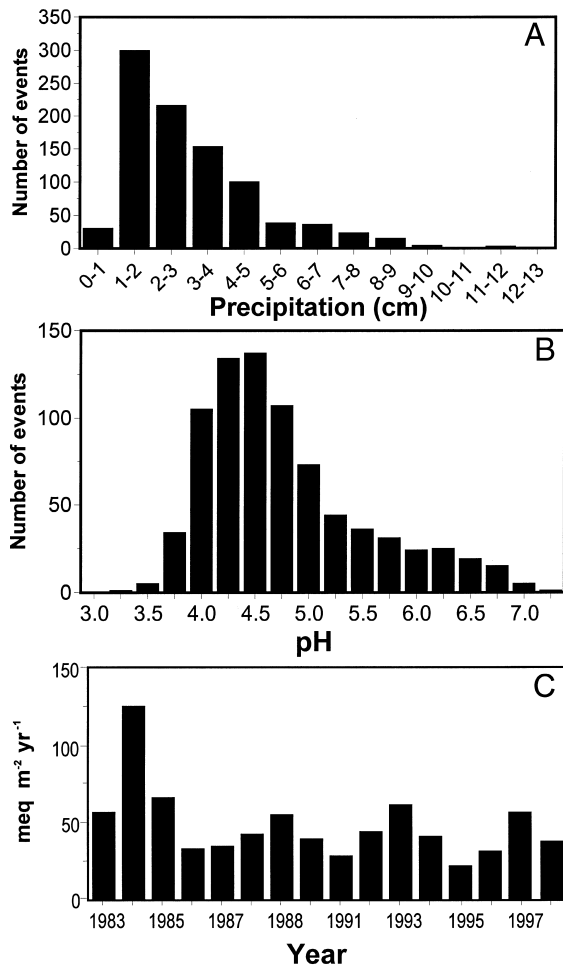 A
350
300
250
200
150
100
50
0
Number of events
0-1 1-2 2-3 3-4 4-5 5-6 6-7 7-8 8-9 9-10 10-11 11-12 12-13
Precipitation (cm)
B
150
100
50
0
Number of events
3.0 3.5 4.0 4.5 5.0 5.5 6.0 6.5 7.0
pH
C
150
100
50
0
meq m-2 yr-1
1983 1985 1987 1988 1991 1993 1995 1997
Year